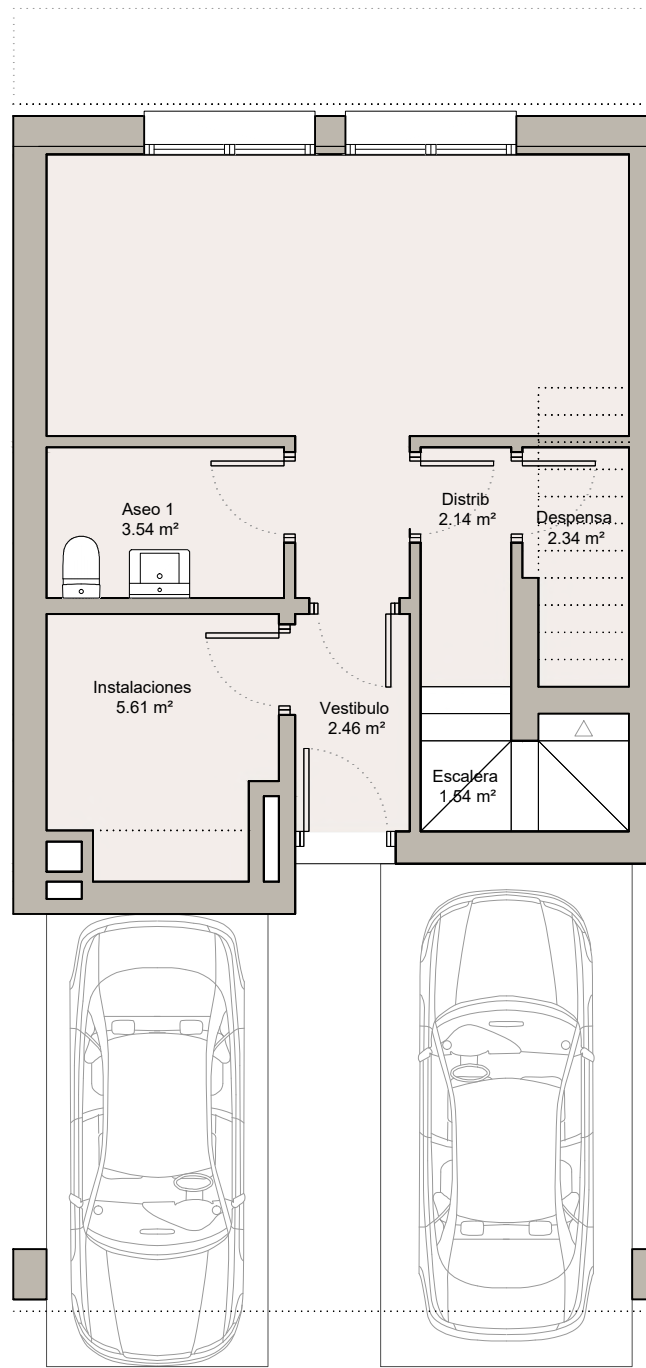 Aseo 1
3.54 m²
Distrib
2.14 m²
Despensa
2.34 m²
Instalaciones
5.61 m²
Vestibulo
2.46 m²
Escalera
1.54 m²